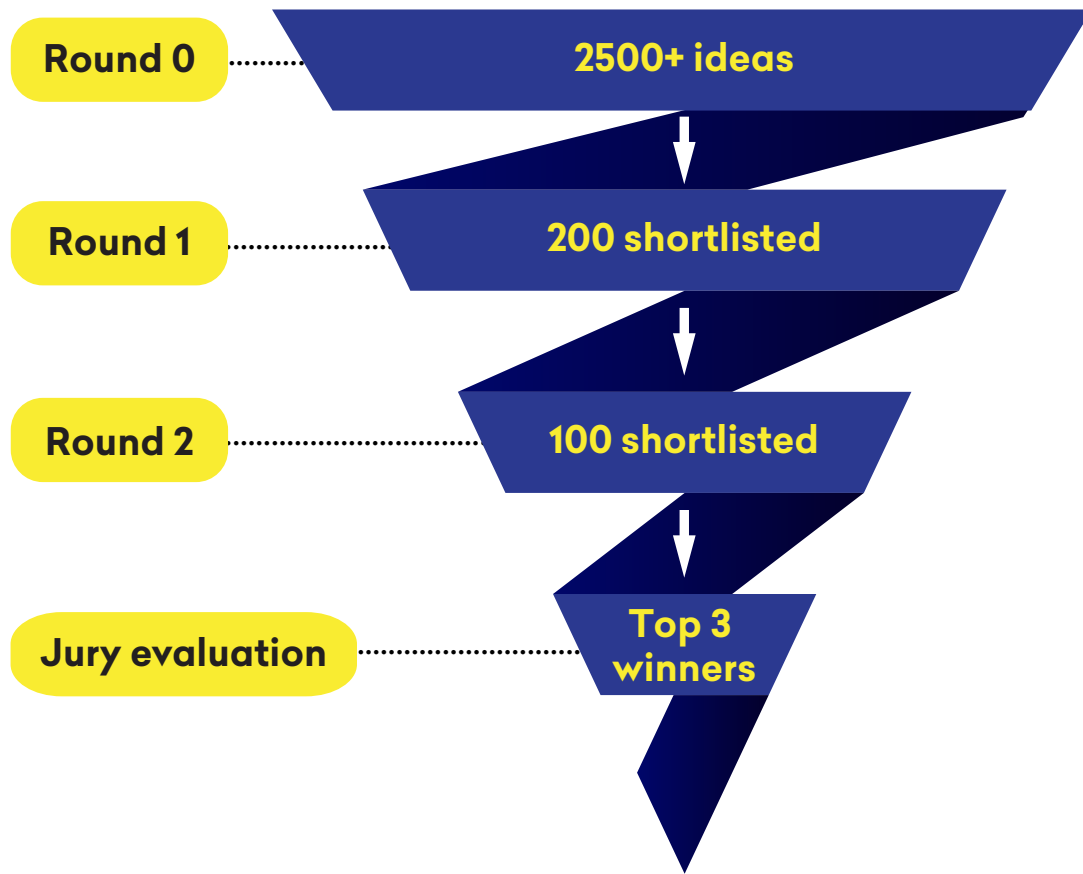 Round 0
2500+ ideas
Round 1
200 shortlisted
Round 2
100 shortlisted
Jury evaluation
Top 3
winners